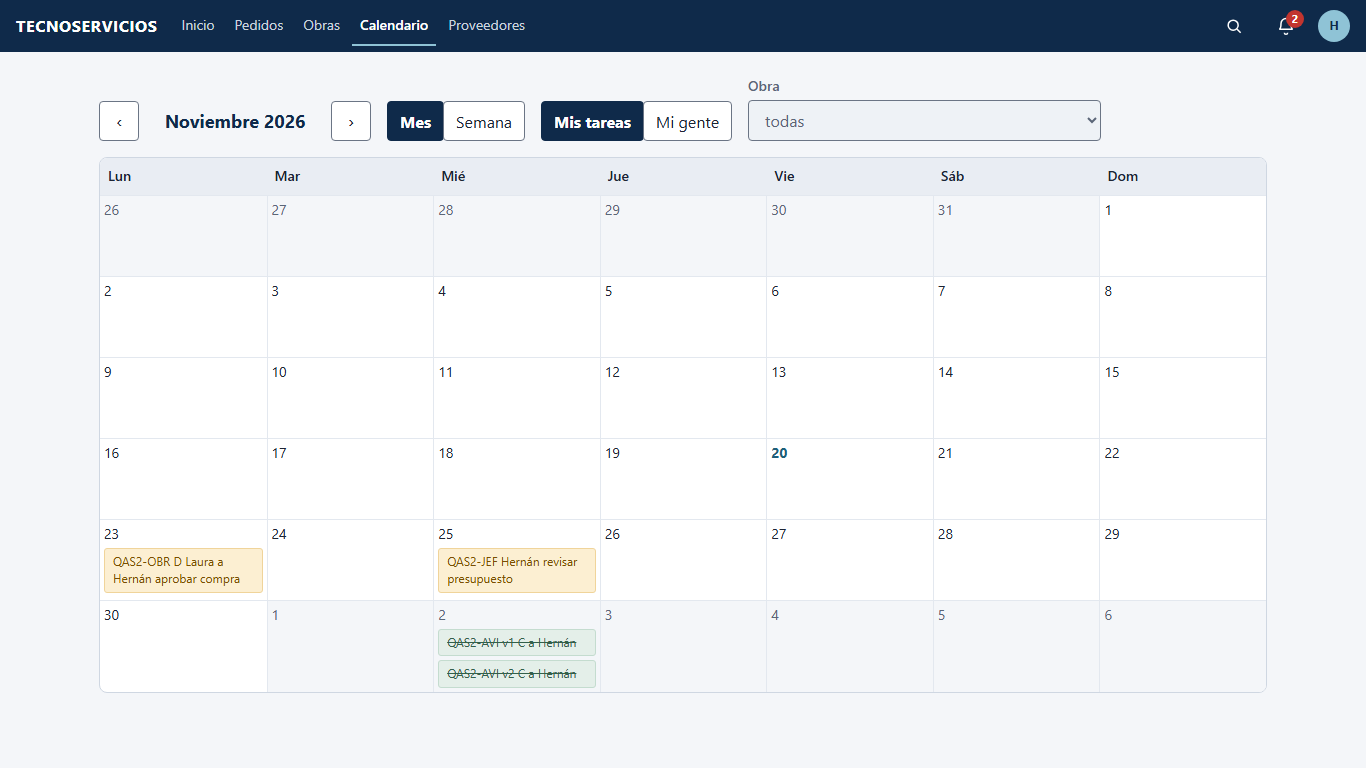 TECNOSERVICIOS Inicio Pedidos Obras Calendario Proveedores 2 H
Obra
‹ Noviembre 2026 › Mes Semana Mis tareas Mi gente todas
Lun Mar Mié Jue Vie Sáb Dom
26 27 28 29 30 31 1
2 3 4 5 6 7 8
9 10 11 12 13 14 15
16 17 18 19 20 21 22
23 24 25 26 27 28 29
QAS2-OBR D Laura a
Hernán aprobar compra
QAS2-JEF Hernán revisar
presupuesto
30 1 2 3 4 5 6
QAS2-AVI v1 C a Hernán
QAS2-AVI v2 C a Hernán